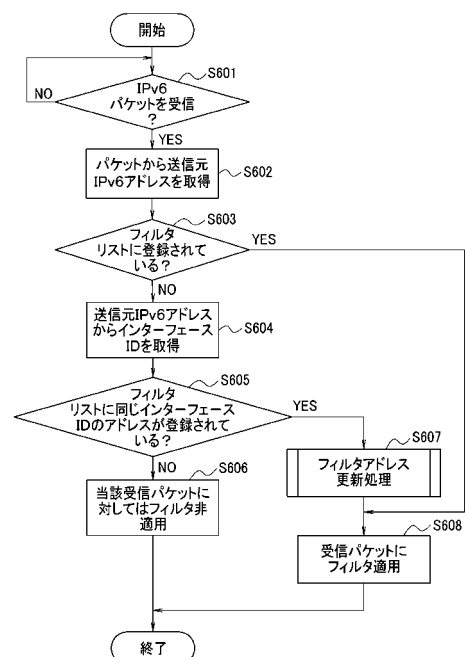 開始
S601
IPv6
パケットを受信
?
NO
YES
パケットから送信元
IPv6アドレスを取得
S602
S603
フィルタ
リストに登録されて
いる?
YES
NO
送信元IPv6アドレス
からインターフェース
IDを取得
S604
S605
フィルタ
リストに同じインターフェース
IDのアドレスが登録されて
いる?
YES
NO
S606
当該受信パケットに
対してはフィルタ非
適用
S607
フィルタアドレス
更新処理
S608
受信パケットに
フィルタ適用
終了